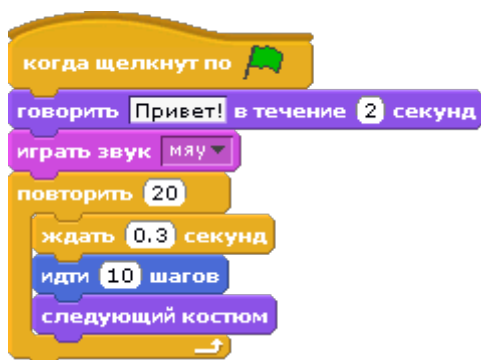 когда щелкнут по
говорить Привет! в течение 2 секунд
играть звук мяу
повторить 20
ждать 0.3 секунд
идти 10 шагов
следующий костюм